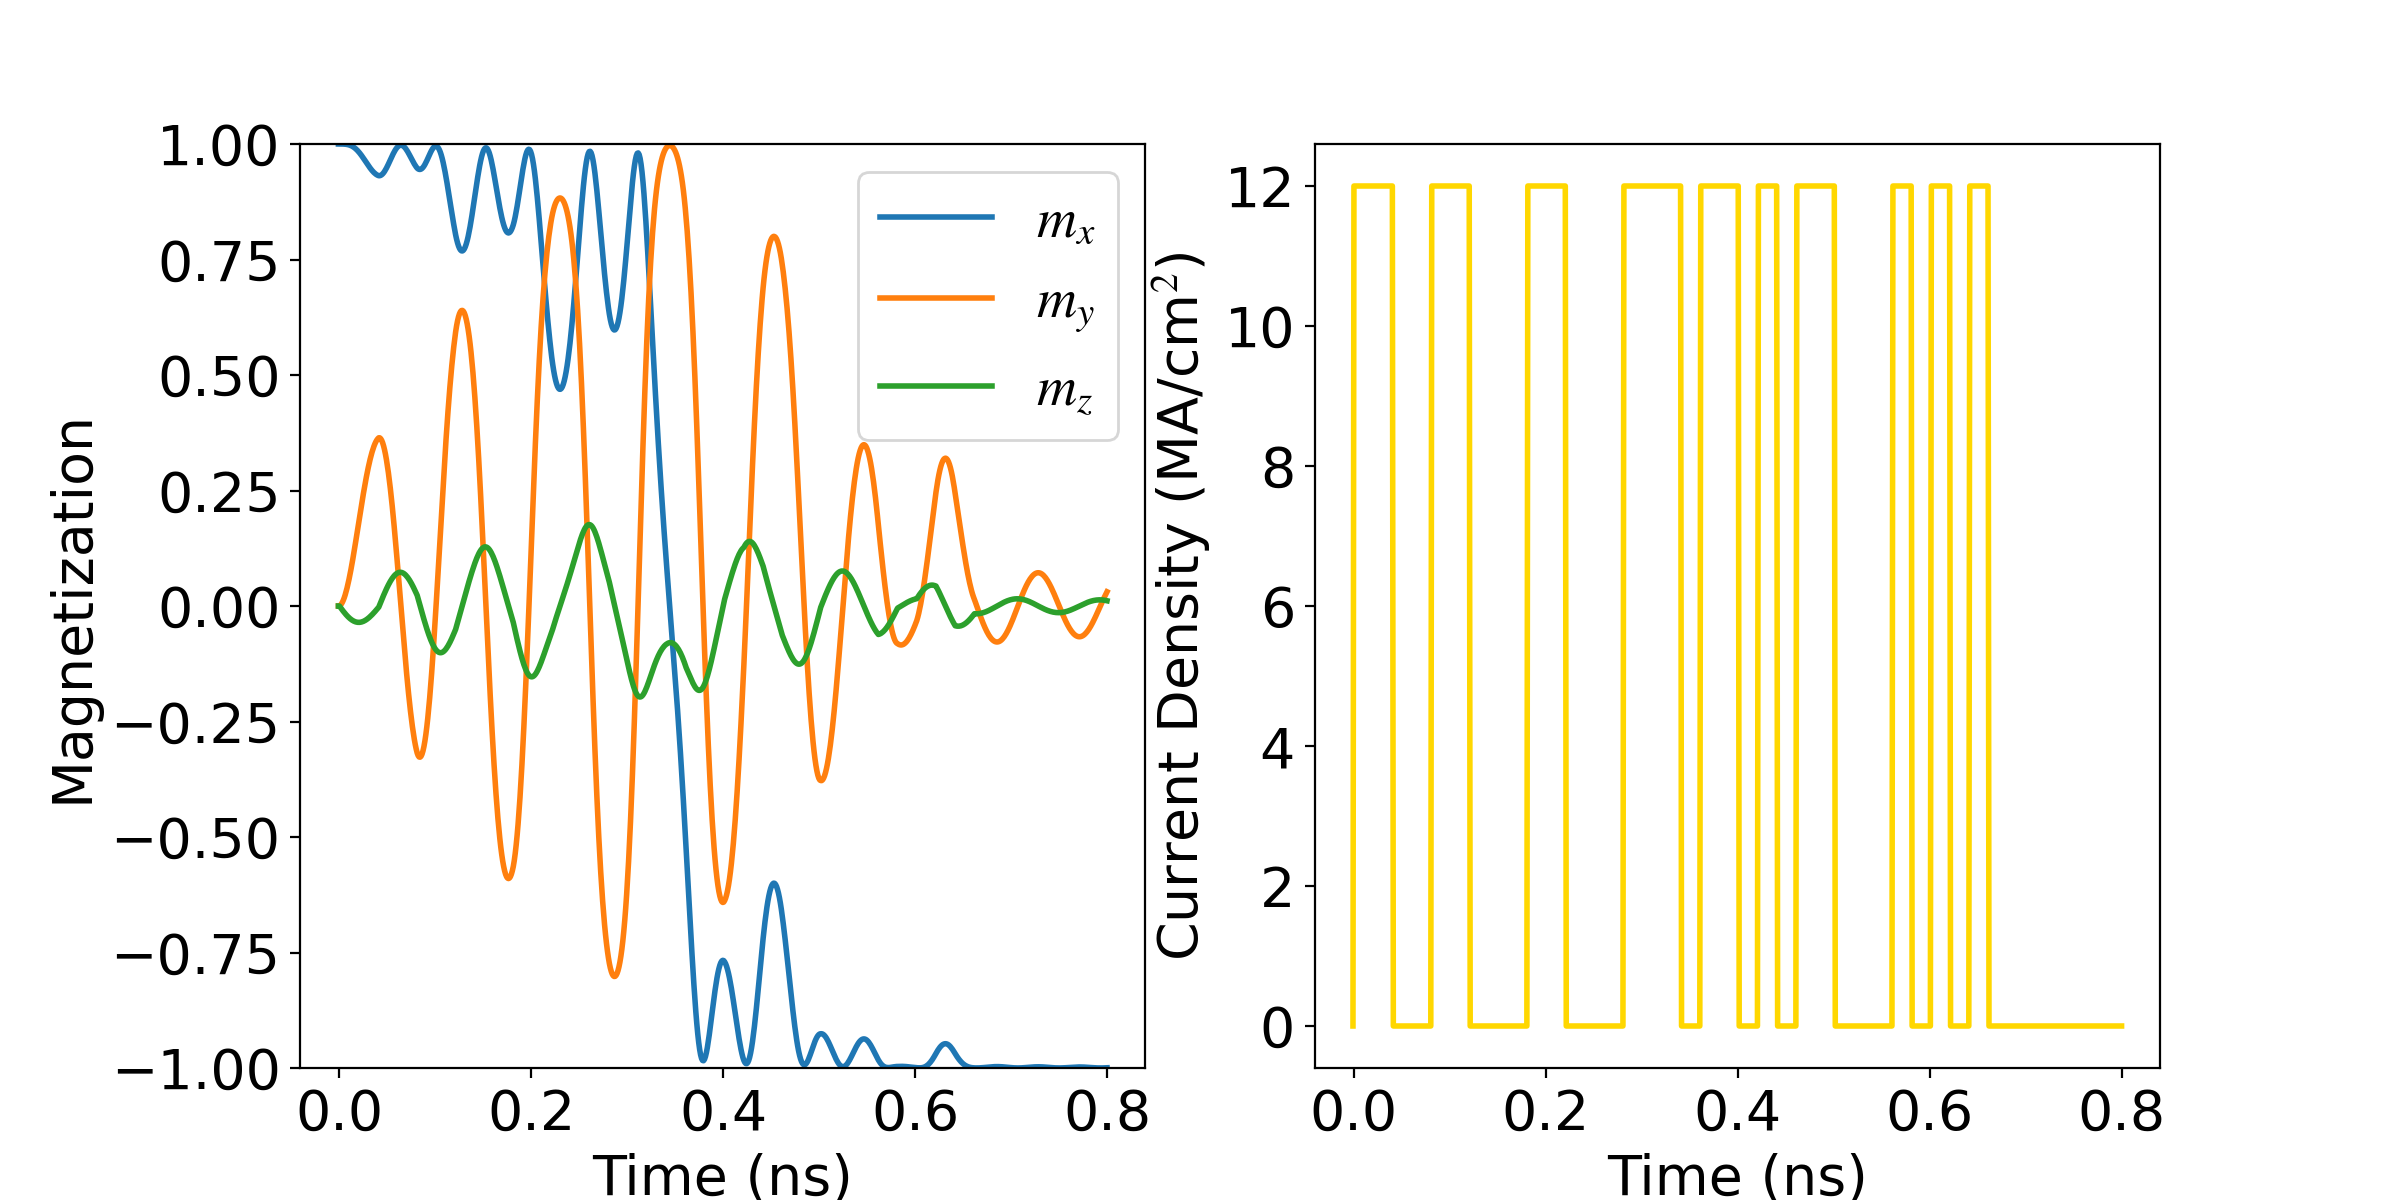 Magnetization
1.00
0.75
0.50
0.25
0.00
−0.25
−0.50
−0.75
−1.00
0.0 0.2 0.4 0.6 0.8
Time (ns)
m_x
m_y
m_z
Current Density (MA/cm²)
12
10
8
6
4
2
0
0.0 0.2 0.4 0.6 0.8
Time (ns)